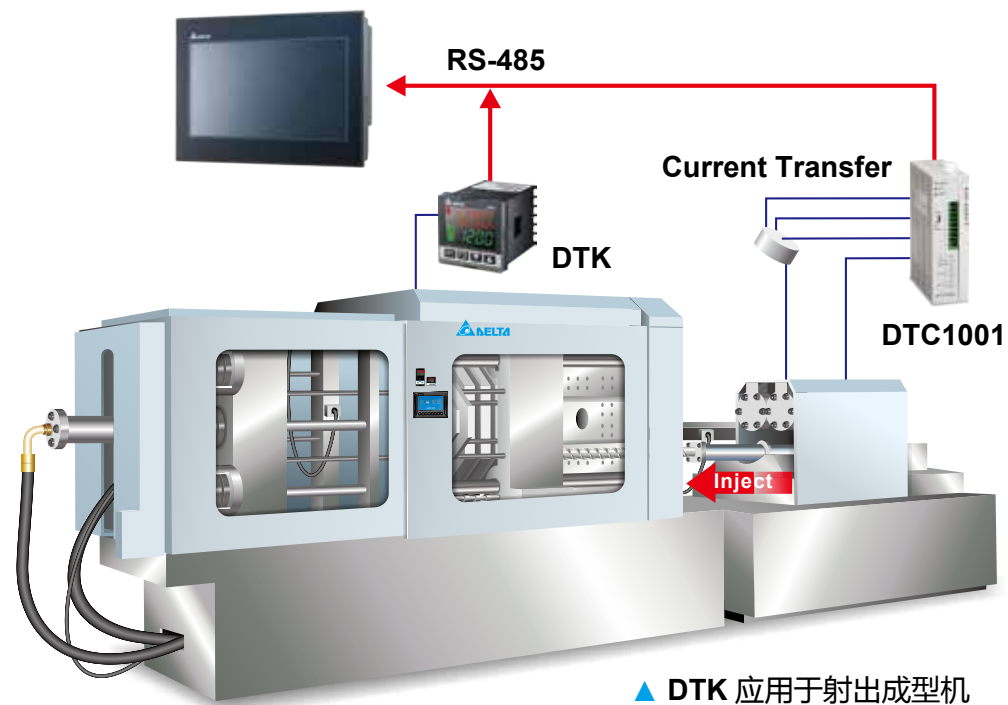 RS-485
Current Transfer
DTK
DTC1001
DELTA
Inject
▲ DTK 应用于射出成型机